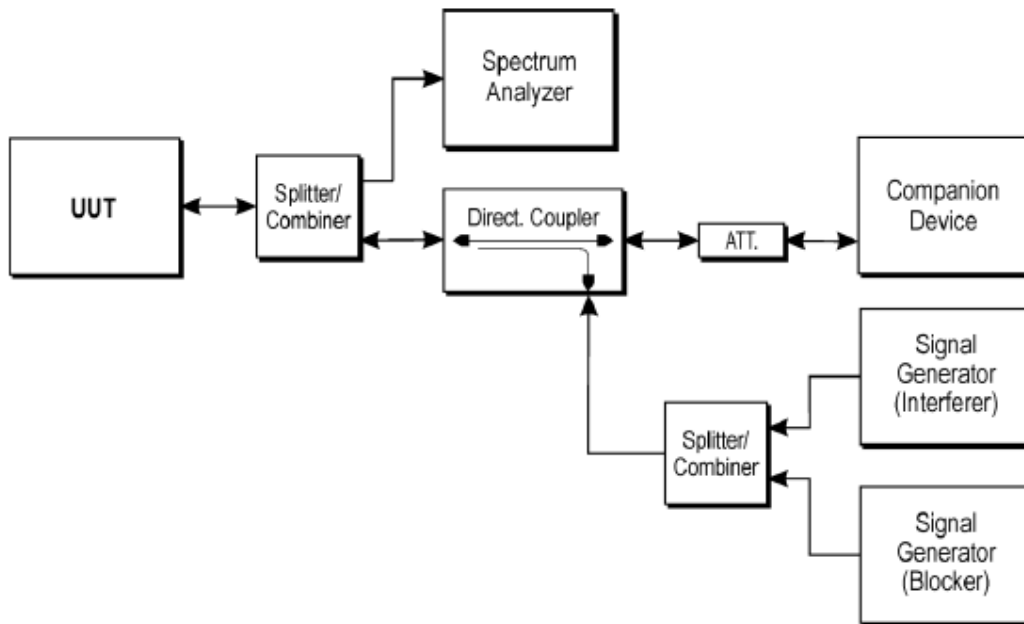 Spectrum
Analyzer
UUT
Splitter/
Combiner
Direct. Coupler
ATT.
Companion
Device
Signal
Generator
(Interferer)
Splitter/
Combiner
Signal
Generator
(Blocker)